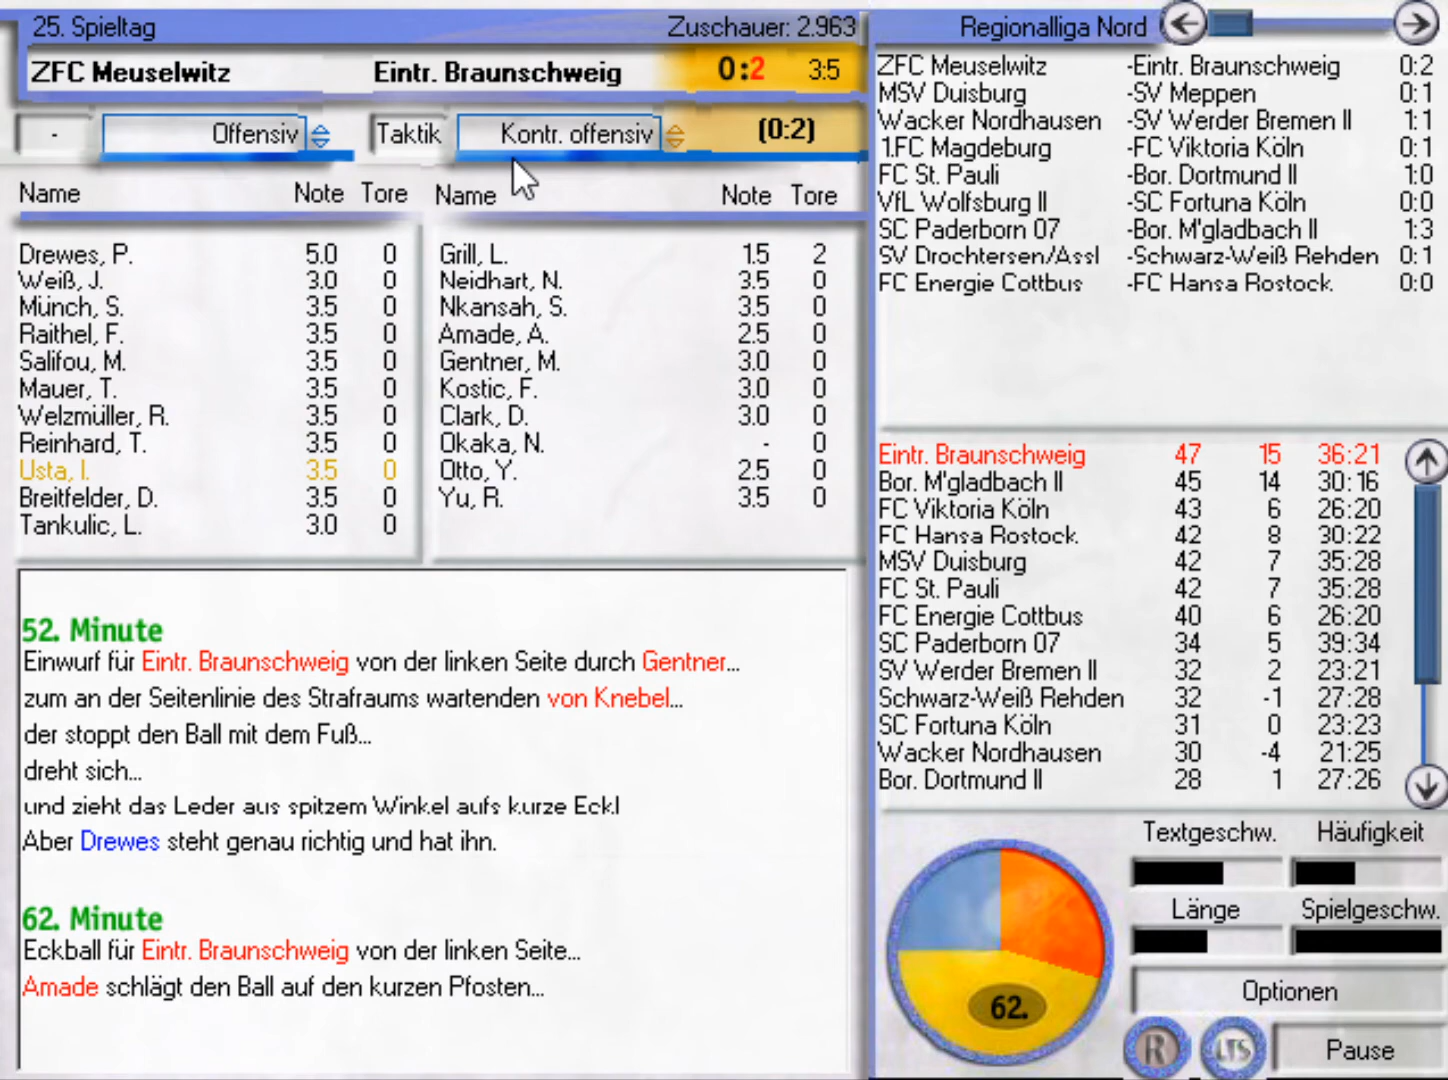 25. Spieltag Zuschauer: 2.963
ZFC Meuselwitz Eintr. Braunschweig 0:2 3:5
- Offensiv Taktik Kontr. offensiv (0:2)
Name Note Tore Name Note Tore
Drewes, P. 5.0 0 Grill, L. 1.5 2
Weiß, J. 3.0 0 Neidhart, N. 3.5 0
Münch, S. 3.5 0 Nkansah, S. 3.5 0
Raithel, F. 3.5 0 Amade, A. 2.5 0
Salifou, M. 3.5 0 Gentner, M. 3.0 0
Mauer, T. 3.5 0 Kostic, F. 3.0 0
Welzmüller, R. 3.5 0 Clark, D. 3.0 0
Reinhard, T. 3.5 0 Okaka, N. - 0
Usta, I. 3.5 0 Otto, Y. 2.5 0
Breitfelder, D. 3.5 0 Yu, R. 3.5 0
Tankulic, L. 3.0 0
52. Minute
Einwurf für Eintr. Braunschweig von der linken Seite durch Gentner...
zum an der Seitenlinie des Strafraums wartenden von Knebel...
der stoppt den Ball mit dem Fuß...
dreht sich...
und zieht das Leder aus spitzem Winkel aufs kurze Eck!
Aber Drewes steht genau richtig und hat ihn.
62. Minute
Eckball für Eintr. Braunschweig von der linken Seite...
Amade schlägt den Ball auf den kurzen Pfosten...
Regionalliga Nord
ZFC Meuselwitz -Eintr. Braunschweig 0:2
MSV Duisburg -SV Meppen 0:1
Wacker Nordhausen -SV Werder Bremen II 1:1
1.FC Magdeburg -FC Viktoria Köln 0:1
FC St. Pauli -Bor. Dortmund II 1:0
VfL Wolfsburg II -SC Fortuna Köln 0:0
SC Paderborn 07 -Bor. M'gladbach II 1:3
SV Drochtersen/Assl -Schwarz-Weiß Rehden 0:1
FC Energie Cottbus -FC Hansa Rostock 0:0
Eintr. Braunschweig 47 15 36:21
Bor. M'gladbach II 45 14 30:16
FC Viktoria Köln 43 6 26:20
FC Hansa Rostock 42 8 30:22
MSV Duisburg 42 7 35:28
FC St. Pauli 42 7 35:28
FC Energie Cottbus 40 6 26:20
SC Paderborn 07 34 5 39:34
SV Werder Bremen II 32 2 23:21
Schwarz-Weiß Rehden 32 -1 27:28
SC Fortuna Köln 31 0 23:23
Wacker Nordhausen 30 -4 21:25
Bor. Dortmund II 28 1 27:26
Textgeschw. Häufigkeit
Länge Spielgeschw.
62.
Optionen
R LTS Pause